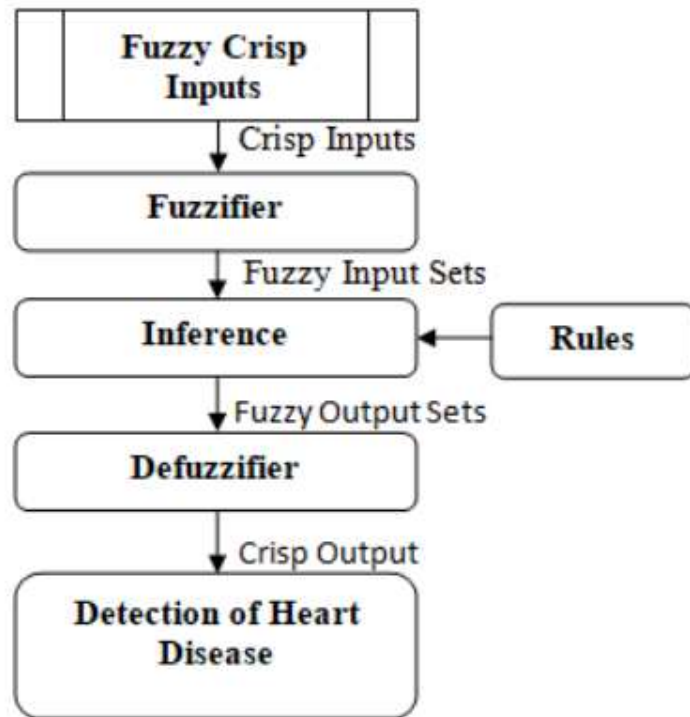 Fuzzy Crisp
Inputs
Crisp Inputs
Fuzzifier
Fuzzy Input Sets
Inference
Rules
Fuzzy Output Sets
Defuzzifier
Crisp Output
Detection of Heart
Disease